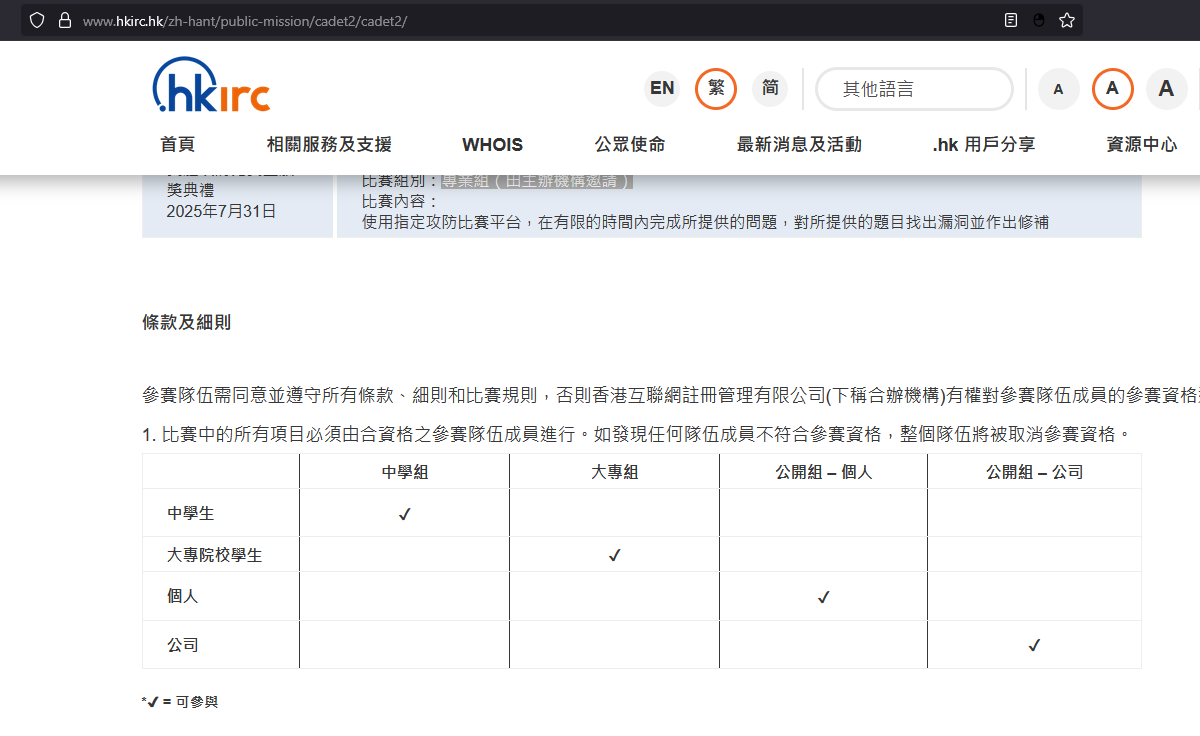 www.hkirc.hk/zh-hant/public-mission/cadet2/cadet2/
.hkirc
EN 繁 简 其他語言 A A A
首頁 相關服務及支援 WHOIS 公眾使命 最新消息及活動 .hk 用戶分享 資源中心
獎典禮
2025年7月31日
比賽組別：專業組（由主辦機構邀請）
比賽內容：
使用指定攻防比賽平台，在有限的時間內完成所提供的問題，對所提供的題目找出漏洞並作出修補
條款及細則
參賽隊伍需同意並遵守所有條款、細則和比賽規則，否則香港互聯網註冊管理有限公司(下稱合辦機構)有權對參賽隊伍成員的參賽資格
1. 比賽中的所有項目必須由合資格之參賽隊伍成員進行。如發現任何隊伍成員不符合參賽資格，整個隊伍將被取消參賽資格。
中學組 大專組 公開組 – 個人 公開組 – 公司
中學生 ✓
大專院校學生 ✓
個人 ✓
公司 ✓
*✓ = 可參與